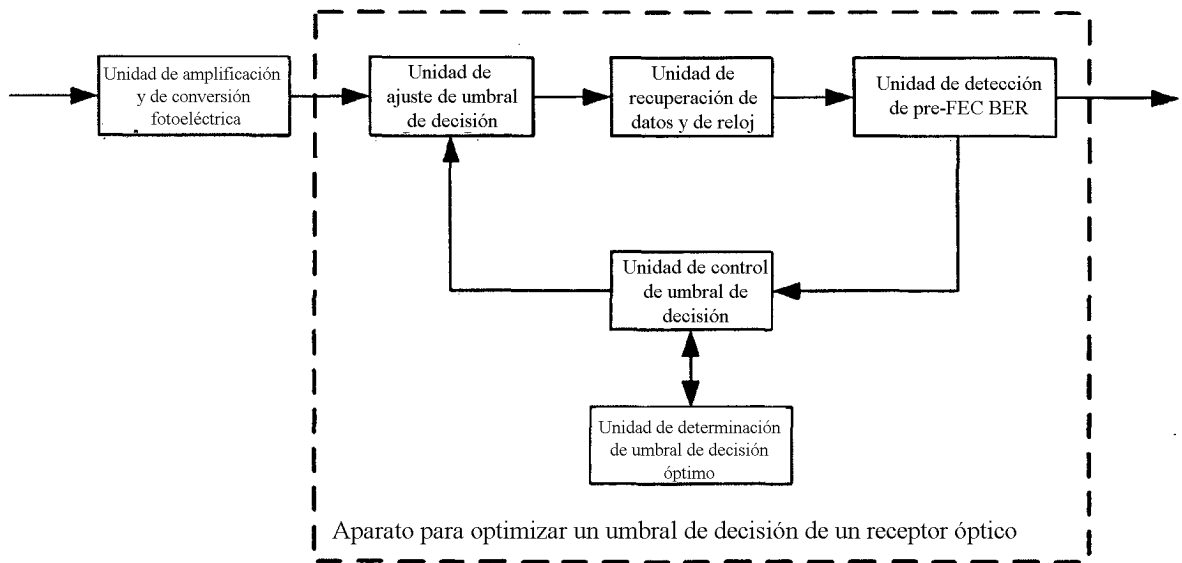 Unidad de amplificación
y de conversión
fotoeléctrica
Unidad de
ajuste de umbral
de decisión
Unidad de
recuperación de
datos y de reloj
Unidad de detección
de pre-FEC BER
Unidad de control
de umbral de
decisión
Unidad de determinación
de umbral de decisión
óptimo
Aparato para optimizar un umbral de decisión de un receptor óptico